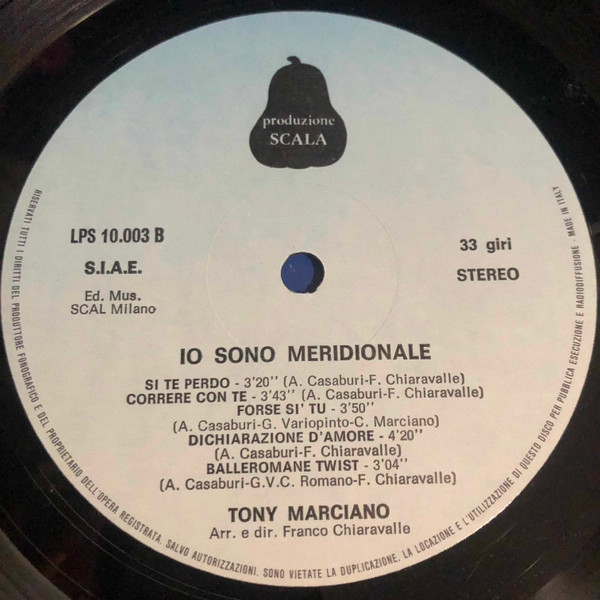 produzione
SCALA
LPS 10.003 B
S.I.A.E.
Ed. Mus.
SCAL Milano
33 giri
STEREO
IO SONO MERIDIONALE
SI TE PERDO - 3'20'' (A. Casaburi-F. Chiaravalle)
CORRERE CON TE - 3'43'' (A. Casaburi-F. Chiaravalle)
FORSE SI' TU - 3'50''
(A. Casaburi-G. Variopinto-C. Marciano)
DICHIARAZIONE D'AMORE - 4'20''
(A. Casaburi-F. Chiaravalle)
BALLEROMANE TWIST - 3'04''
(A. Casaburi-G.V.C. Romano-F. Chiaravalle)
TONY MARCIANO
Arr. e dir. Franco Chiaravalle
RISERVATI TUTTI I DIRITTI DEL PRODUTTORE FONOGRAFICO E DEL PROPRIETARIO DELL'OPERA REGISTRATA. SALVO AUTORIZZAZIONI. SONO VIETATE LA DUPLICAZIONE. LA LOCAZIONE E L'UTILIZZAZIONE DI QUESTO DISCO PER PUBBLICA ESECUZIONE E RADIODIFFUSIONE - MADE IN ITALY